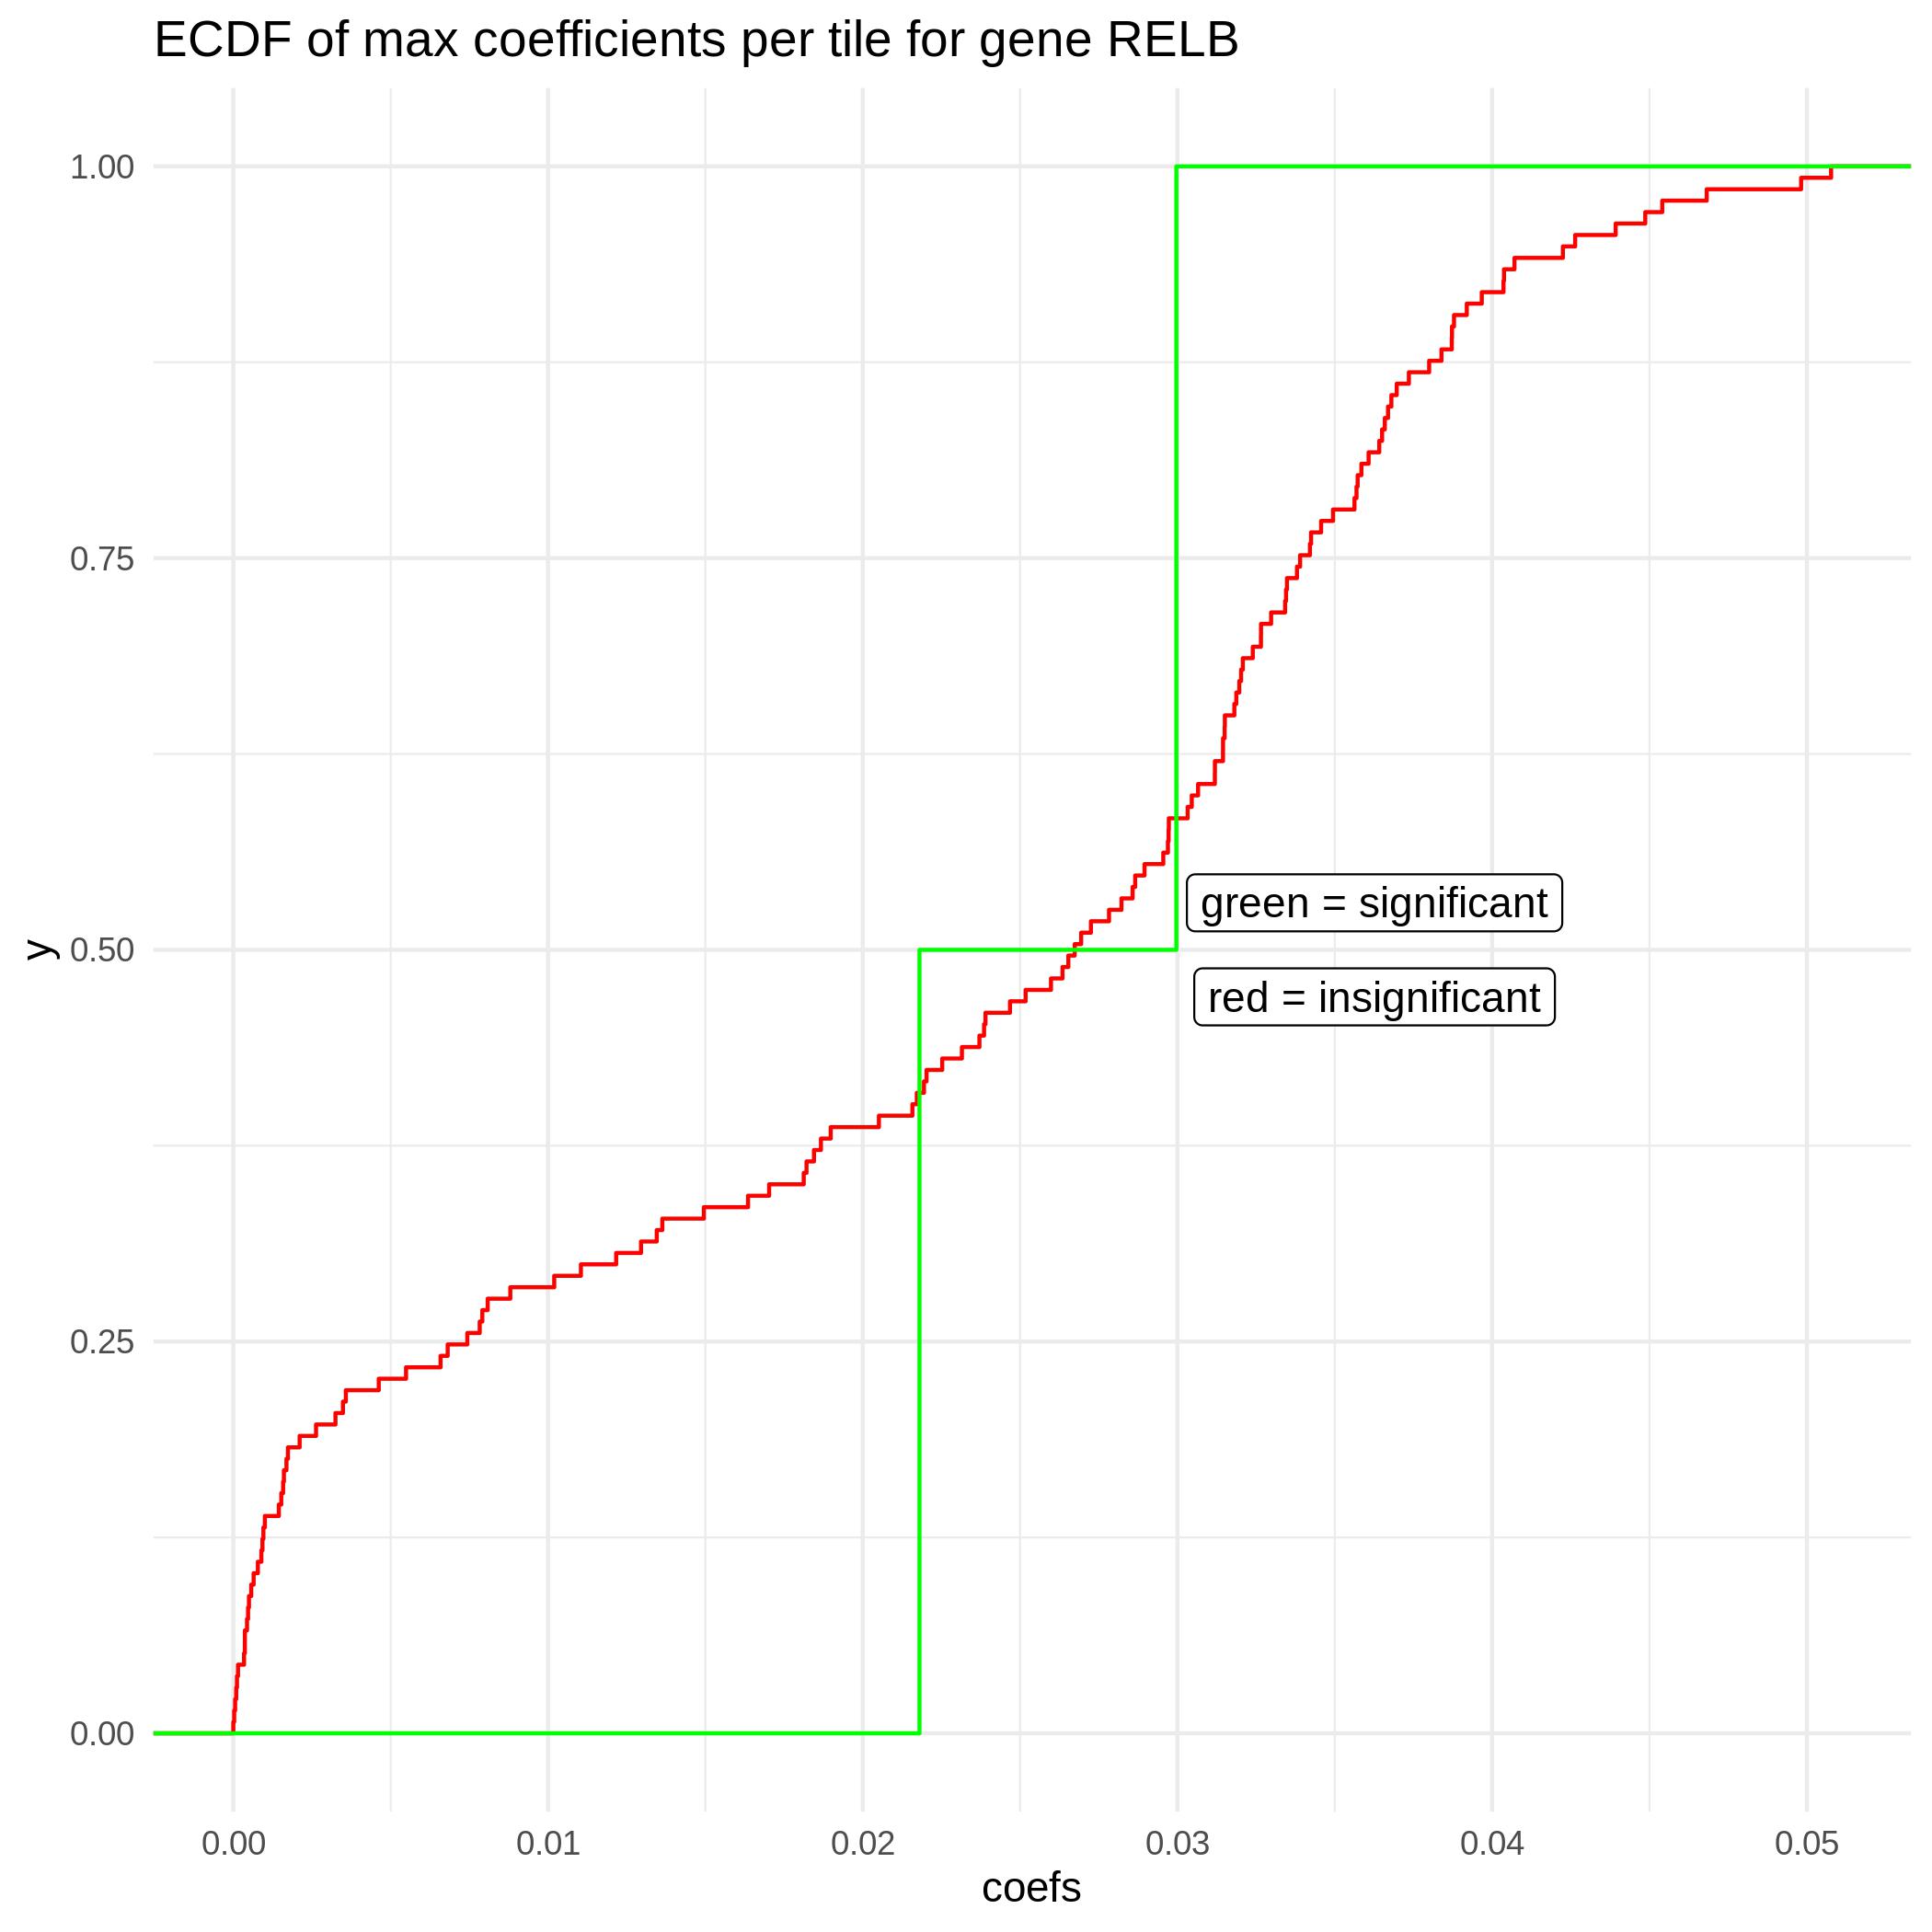 ECDF of max coefficients per tile for gene RELB
1.00
0.75
0.50
0.25
0.00
y
green = significant
red = insignificant
0.00 0.01 0.02 0.03 0.04 0.05
coefs